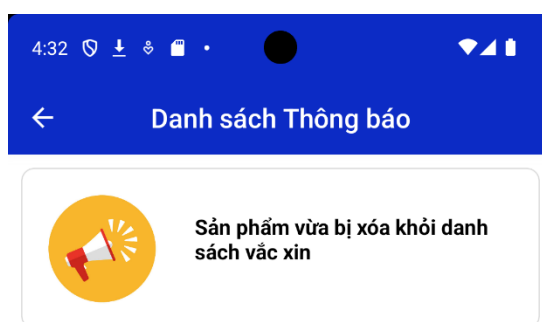 4:32
Danh sách Thông báo
Sản phẩm vừa bị xóa khỏi danh
sách vắc xin